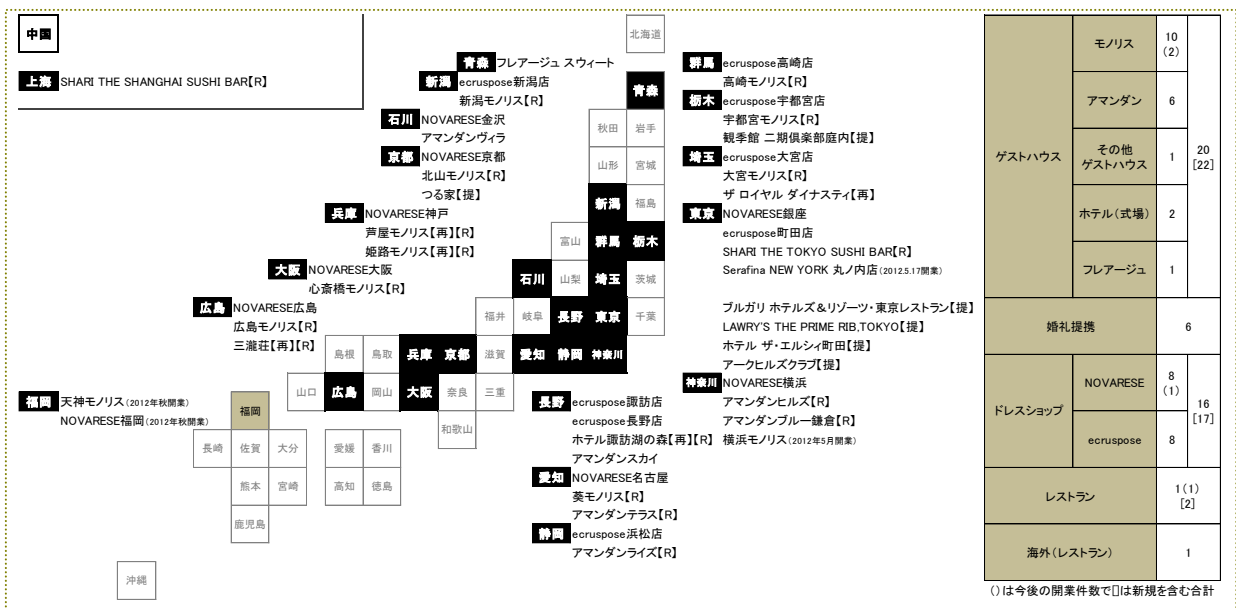 中国
上海 SHARI THE SHANGHAI SUSHI BAR【R】
青森 フレアージュ スウィート
新潟 ecruspose新潟店
新潟モノリス【R】
石川 NOVARESE金沢
アマンダンヴィラ
京都 NOVARESE京都
北山モノリス【R】
つる家【提】
兵庫 NOVARESE神戸
芦屋モノリス【再】【R】
姫路モノリス【再】【R】
大阪 NOVARESE大阪
心斎橋モノリス【R】
広島 NOVARESE広島
広島モノリス【R】
三瀧荘【再】【R】
福岡 天神モノリス(2012年秋開業)
NOVARESE福岡(2012年秋開業)
北海道
青森
秋田 岩手
山形 宮城
新潟 福島
富山 群馬 栃木
石川 山梨 埼玉 茨城
福井 岐阜 長野 東京 千葉
島根 鳥取 兵庫 京都 滋賀 愛知 静岡 神奈川
山口 広島 岡山 大阪 奈良 三重
福岡 和歌山
長崎 佐賀 大分 愛媛 香川
熊本 宮崎 高知 徳島
鹿児島
沖縄
長野 ecruspose諏訪店
ecruspose長野店
ホテル諏訪湖の森【再】【R】
アマンダンスカイ
愛知 NOVARESE名古屋
葵モノリス【R】
アマンダンテラス【R】
静岡 ecruspose浜松店
アマンダンライズ【R】
群馬 ecruspose高崎店
高崎モノリス【R】
栃木 ecruspose宇都宮店
宇都宮モノリス【R】
観季館 二期倶楽部庭内【提】
埼玉 ecruspose大宮店
大宮モノリス【R】
ザ ロイヤル ダイナスティ【再】
東京 NOVARESE銀座
ecruspose町田店
SHARI THE TOKYO SUSHI BAR【R】
Serafina NEW YORK 丸ノ内店(2012.5.17開業)
ブルガリ ホテルズ＆リゾーツ・東京レストラン【提】
LAWRY'S THE PRIME RIB,TOKYO【提】
ホテル ザ・エルシィ町田【提】
アークヒルズクラブ【提】
神奈川 NOVARESE横浜
アマンダンヒルズ【R】
アマンダンブルー鎌倉【R】
横浜モノリス(2012年5月開業)
ゲストハウス
モノリス 10
(2)
アマンダン 6
その他
ゲストハウス 1
ホテル(式場) 2
フレアージュ 1
20
[22]
婚礼提携 6
ドレスショップ
NOVARESE 8
(1)
ecruspose 8
16
[17]
レストラン 1(1)
[2]
海外(レストラン) 1
()は今後の開業件数で[]は新規を含む合計